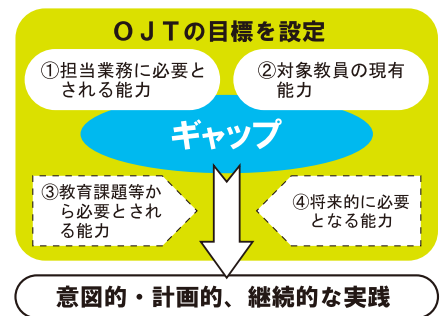 ＯＪＴの目標を設定
①担当業務に必要と
される能力
②対象教員の現有
能力
ギャップ
③教育課題等か
ら必要とされ
る能力
④将来的に必要
となる能力
意図的・計画的、継続的な実践